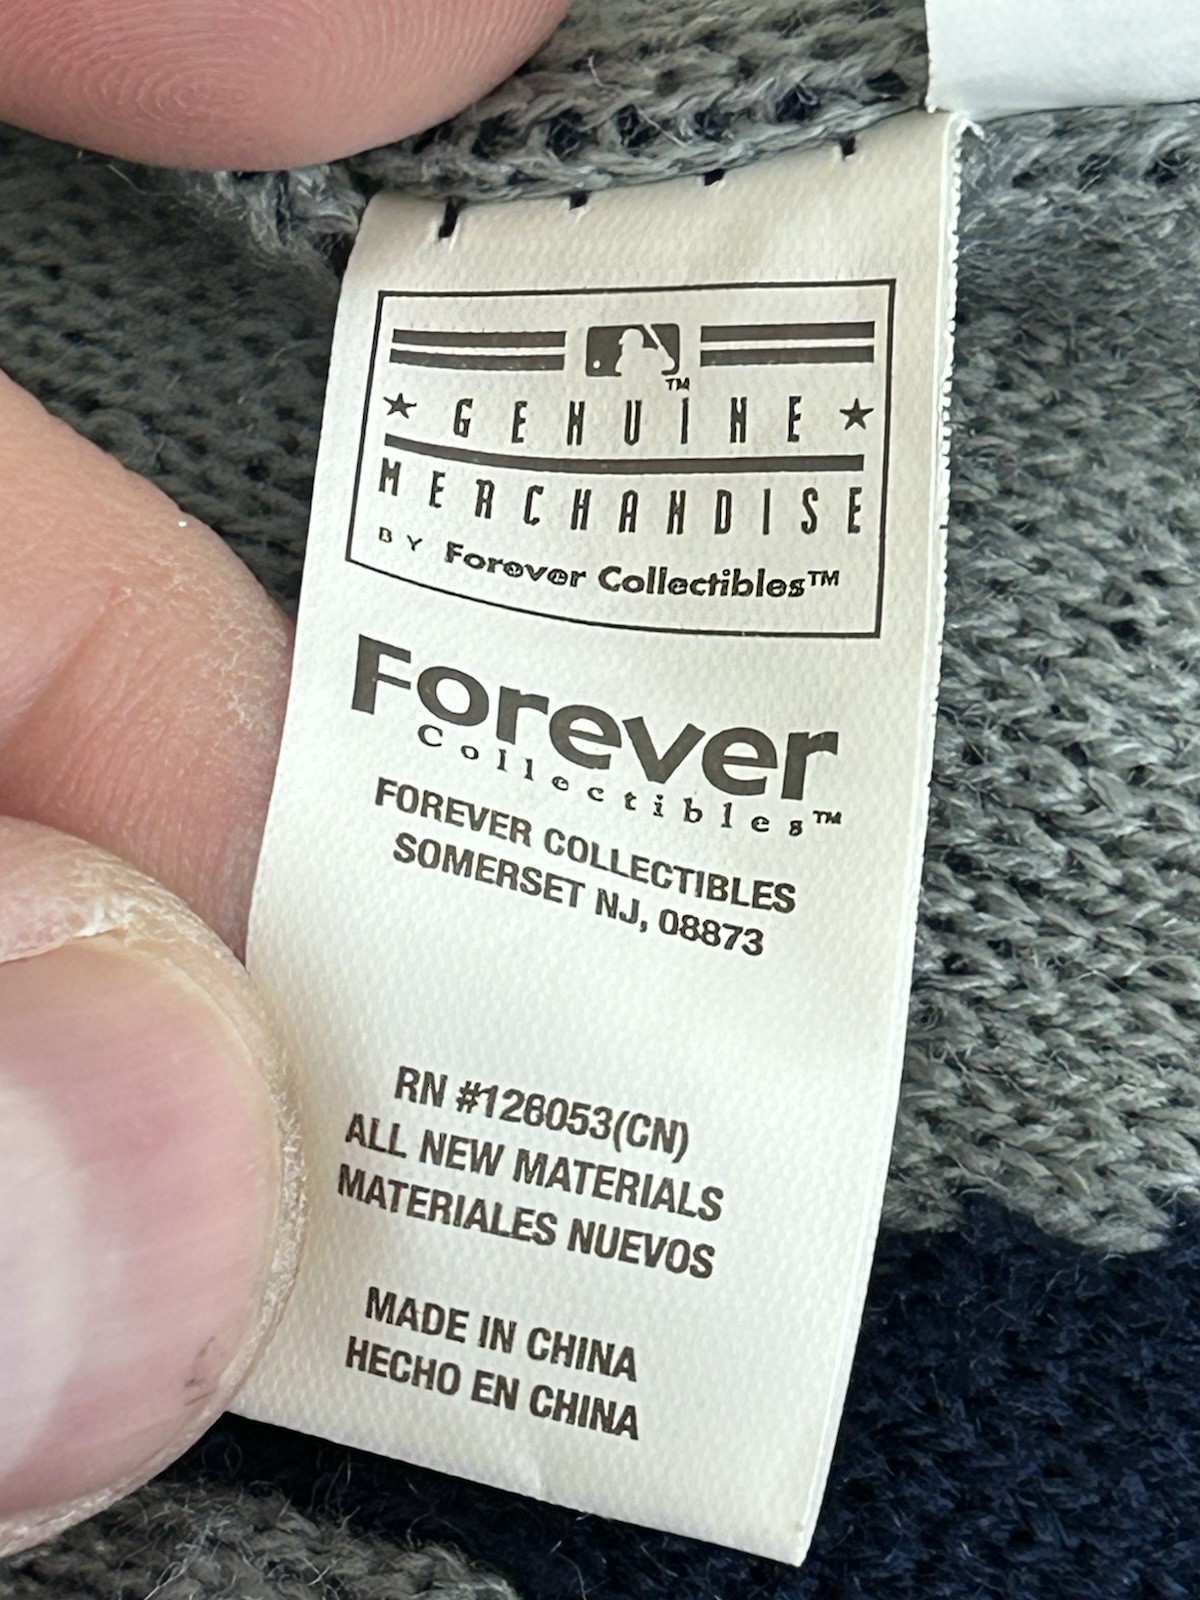 TM
★ GENUINE ★
MERCHANDISE
BY Forever Collectibles™
Forever
Collectibles™
FOREVER COLLECTIBLES
SOMERSET NJ, 08873
RN #126053(CN)
ALL NEW MATERIALS
MATERIALES NUEVOS
MADE IN CHINA
HECHO EN CHINA